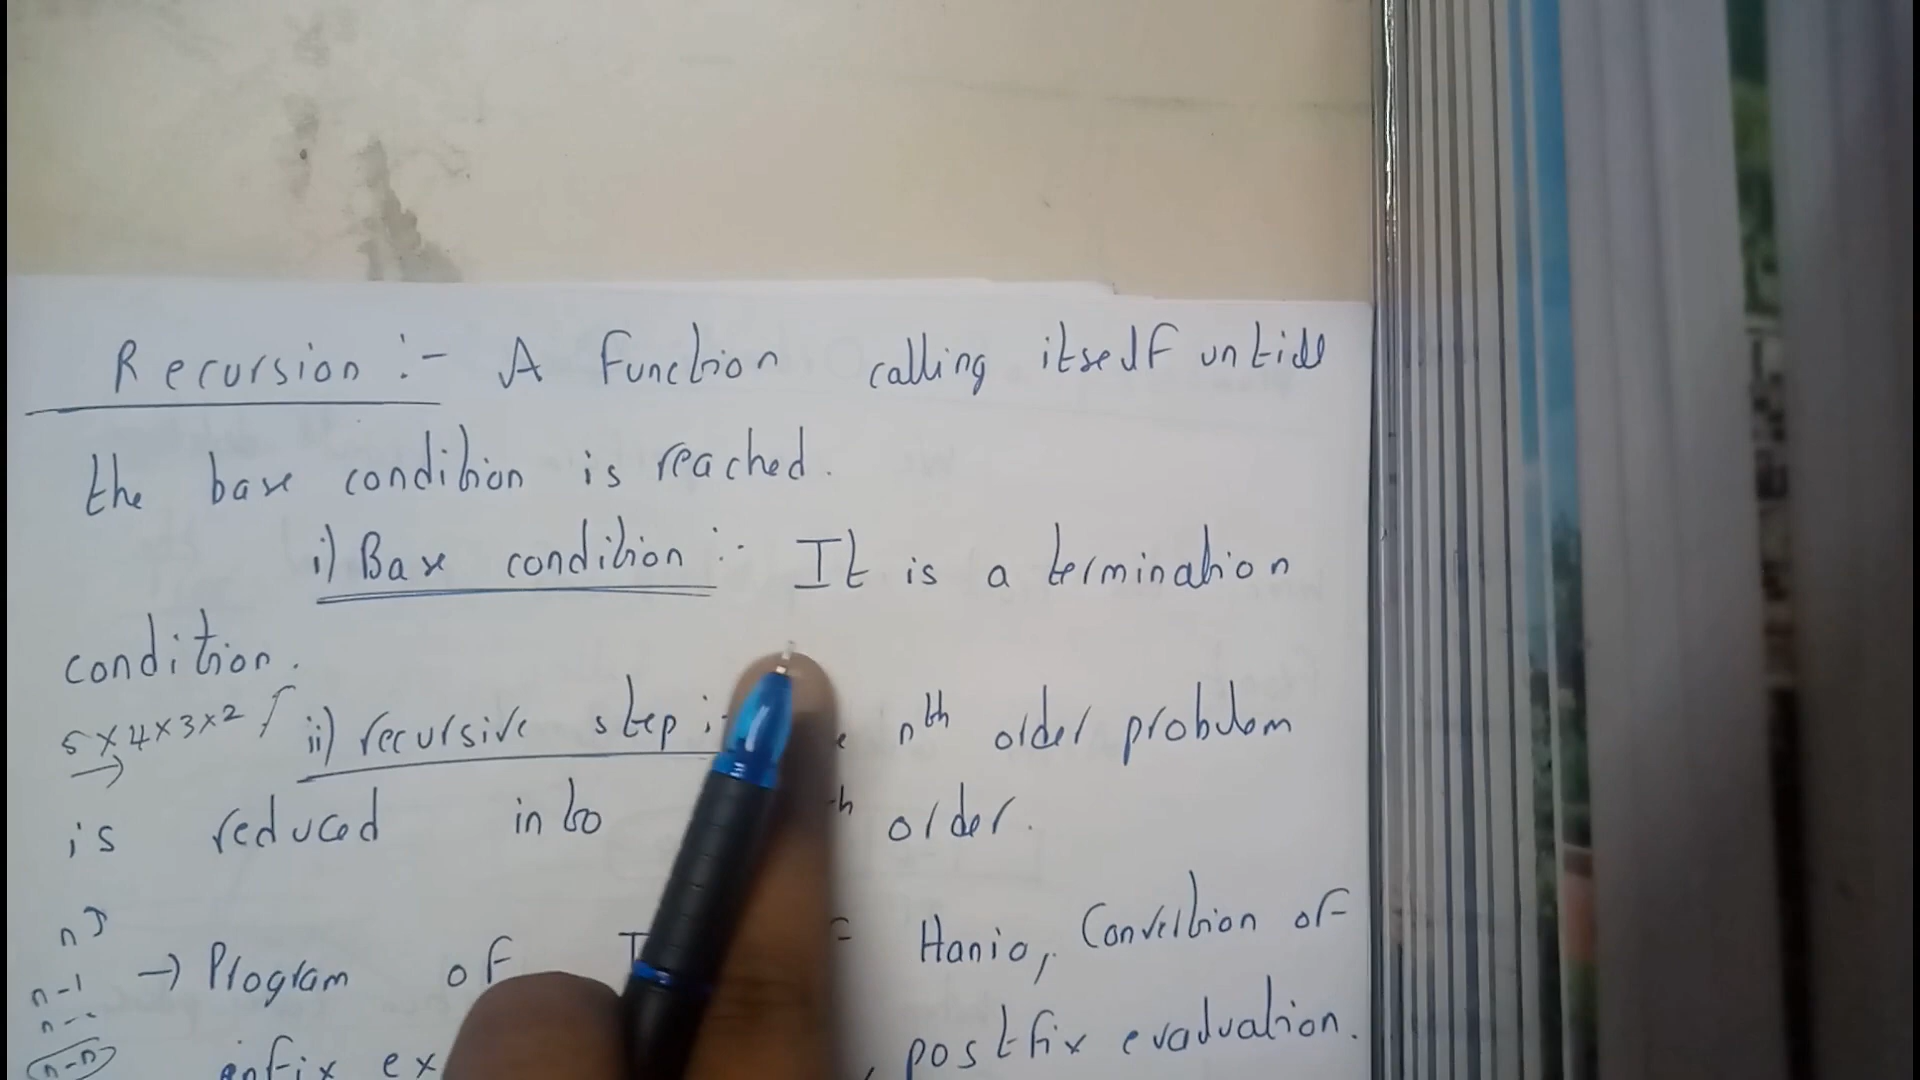 Recursion :- A Function calling itself untill
the base condition is reached.
i) Base condition :- It is a termination
condition.
5 x 4 x 3 x 2
ii) recursive step :- nth order problem
is reduced into order.
n
n-1
→ Program of Hanio, Convertion of
n-n
infix postfix evaluation.